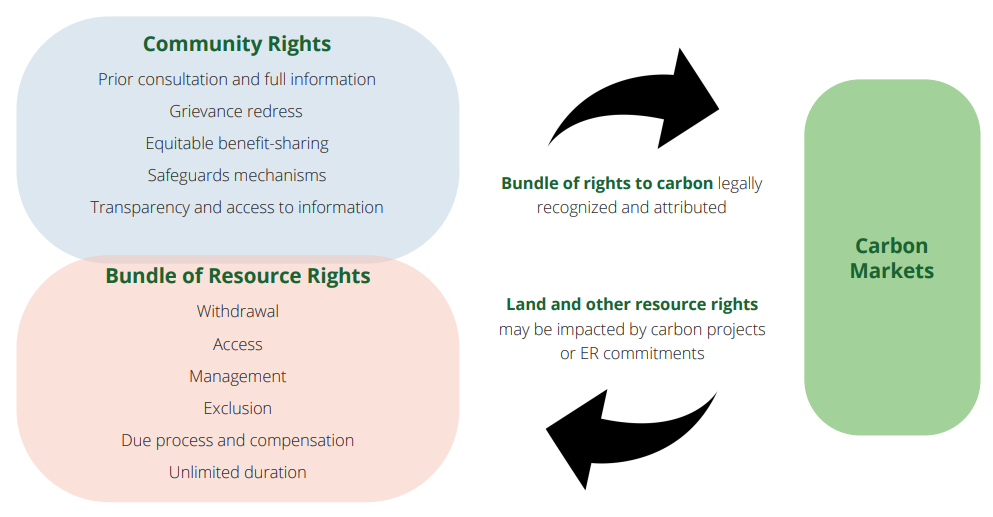 Community Rights
Prior consultation and full information
Grievance redress
Equitable benefit-sharing
Safeguards mechanisms
Transparency and access to information
Bundle of Resource Rights
Withdrawal
Access
Management
Exclusion
Due process and compensation
Unlimited duration
Bundle of rights to carbon legally
recognized and attributed
Land and other resource rights
may be impacted by carbon projects
or ER commitments
Carbon
Markets